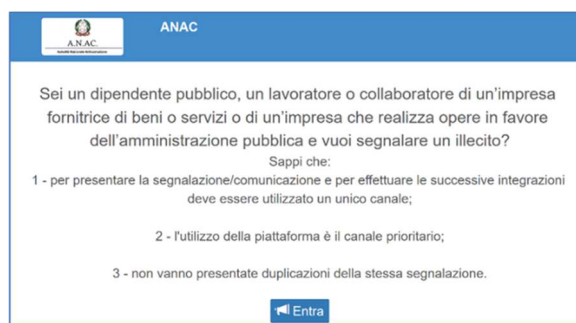 ANAC
A.N.AC.
Sei un dipendente pubblico, un lavoratore o collaboratore di un'impresa
fornitrice di beni o servizi o di un'impresa che realizza opere in favore
dell'amministrazione pubblica e vuoi segnalare un illecito?
Sappi che:
1 - per presentare la segnalazione/comunicazione e per effettuare le successive integrazioni
deve essere utilizzato un unico canale;
2 - l'utilizzo della piattaforma è il canale prioritario;
3 - non vanno presentate duplicazioni della stessa segnalazione.
Entra